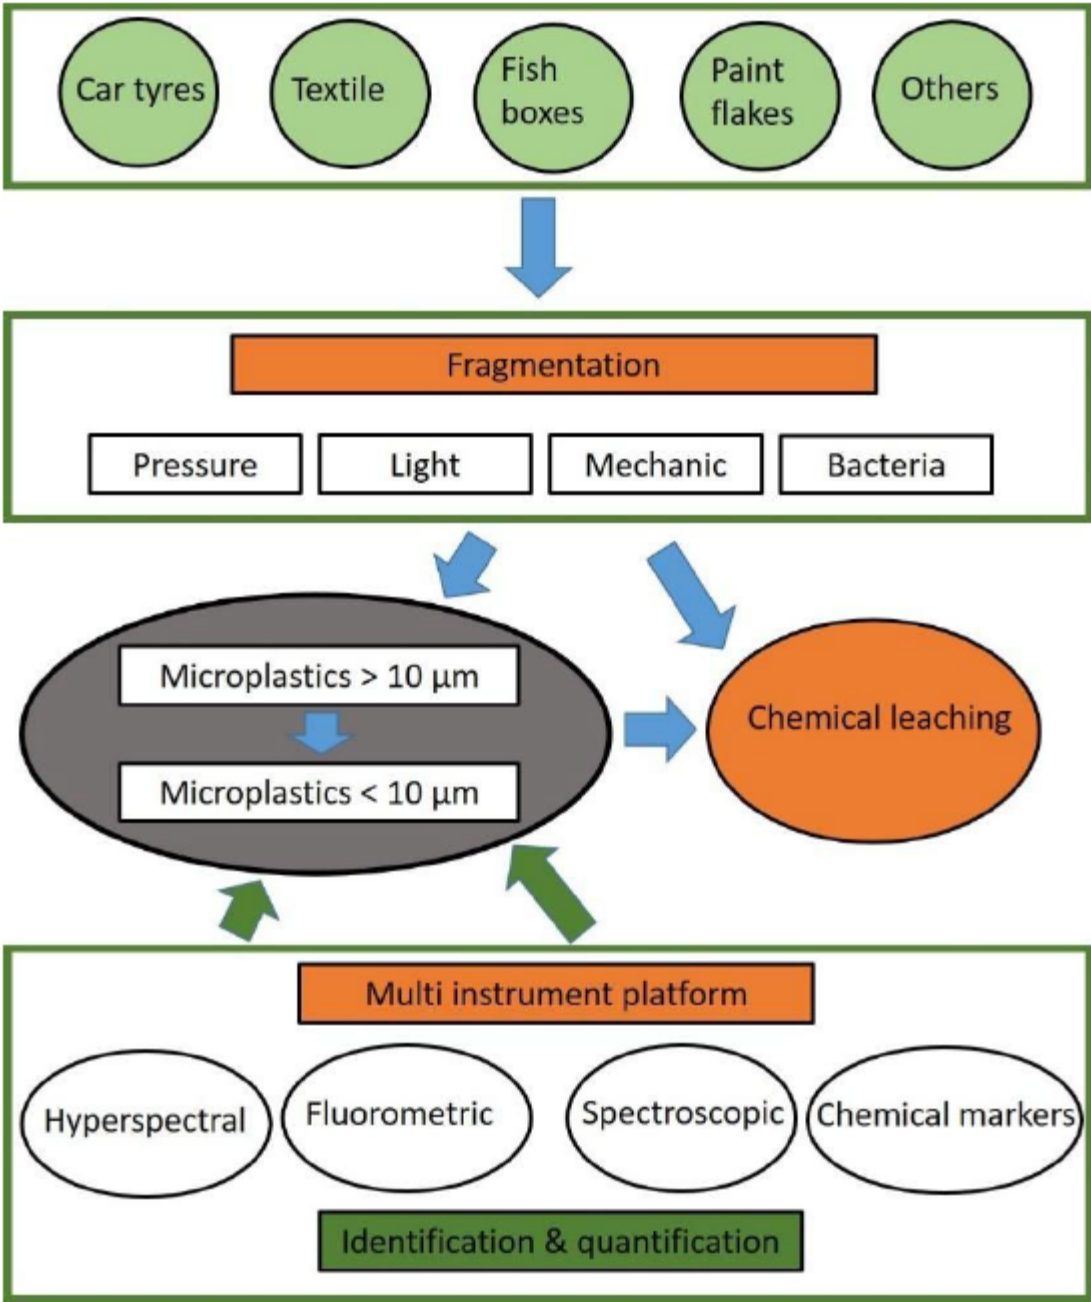 Car tyres
Textile
Fish
boxes
Paint
flakes
Others
Fragmentation
Pressure
Light
Mechanic
Bacteria
Microplastics > 10 µm
Microplastics < 10 µm
Chemical leaching
Multi instrument platform
Hyperspectral
Fluorometric
Spectroscopic
Chemical markers
Identification & quantification